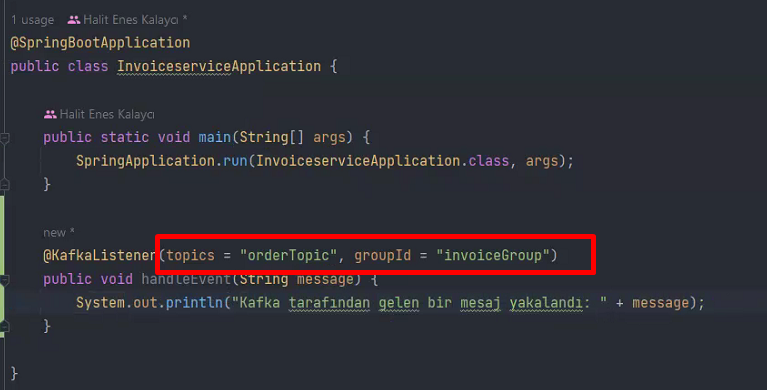 1 usage Halit Enes Kalaycı *
@SpringBootApplication
public class InvoiceserviceApplication {
Halit Enes Kalaycı
public static void main(String[] args) {
SpringApplication.run(InvoiceserviceApplication.class, args);
}
new *
@KafkaListener(topics = "orderTopic", groupId = "invoiceGroup")
public void handleEvent(String message) {
System.out.println("Kafka tarafından gelen bir mesaj yakalandı: " + message);
}
}